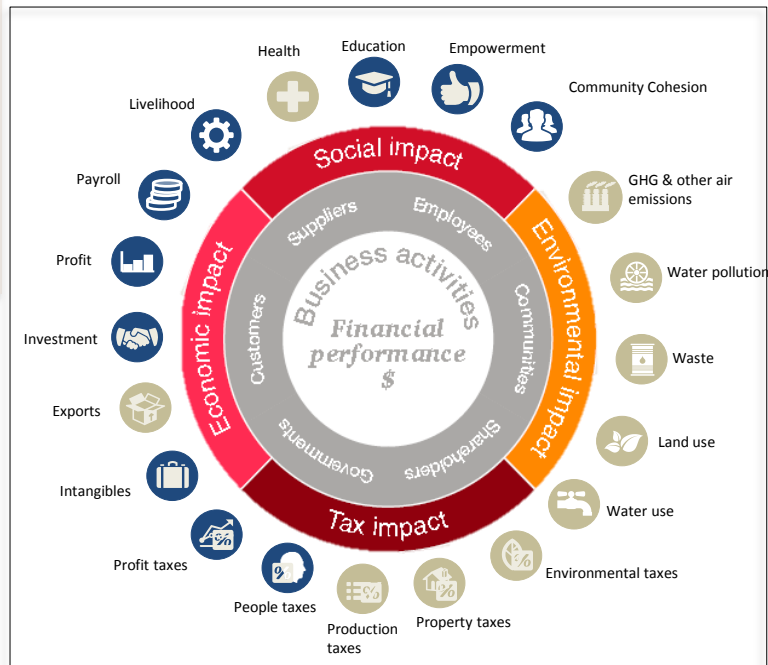 Education
Empowerment
Health
Community Cohesion
Livelihood
GHG & other air
emissions
Payroll
Profit
Water pollution
Investment
Waste
Exports
Land use
Intangibles
Water use
Profit taxes
Environmental taxes
People taxes
Production
taxes
Property taxes
Social impact
Environmental impact
Tax impact
Economic impact
Suppliers
Employees
Communities
Shareholders
Governments
Customers
Business activities
Financial
performance
$
%
%
%
%
%